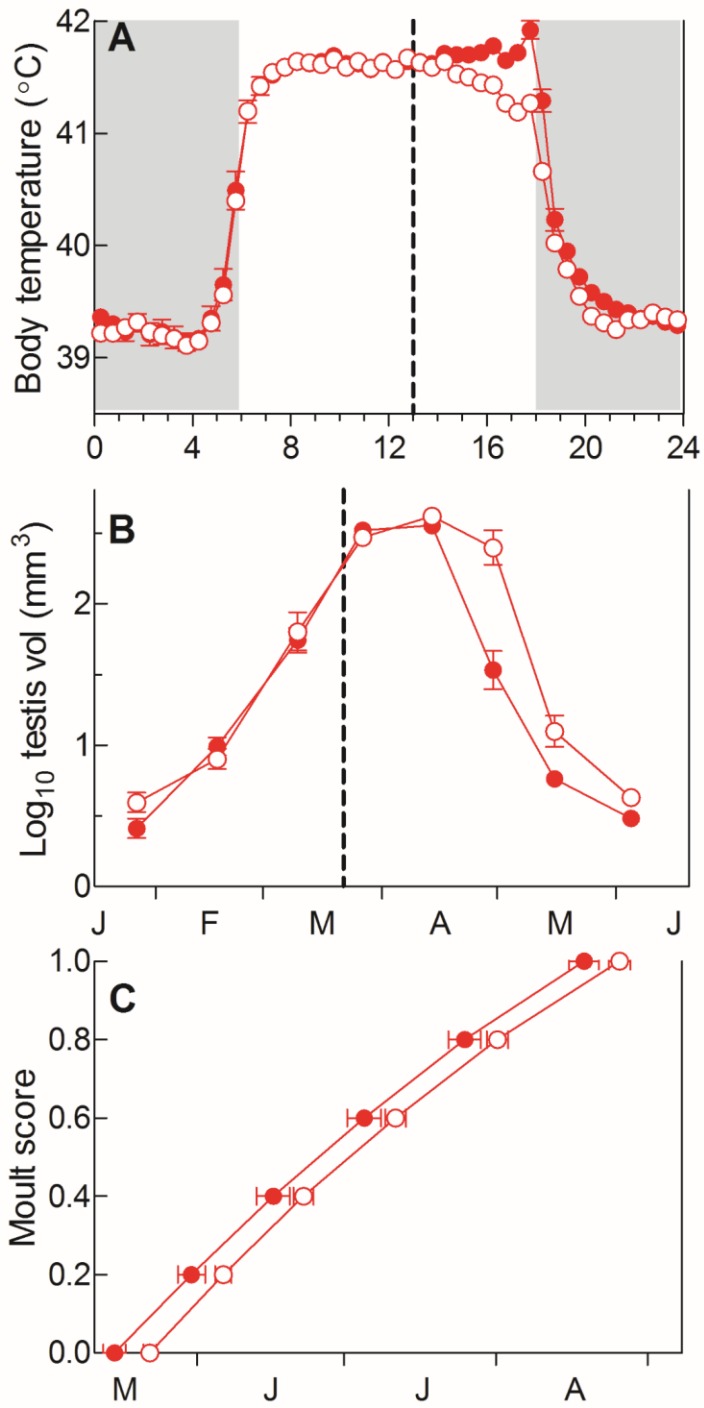 A
Body temperature (°C)
42
41
40
39
0 4 8 12 16 20 24
B
Log10 testis vol (mm3)
2
1
0
J F M A M J
C
Moult score
1.0
0.8
0.6
0.4
0.2
0.0
M J J A